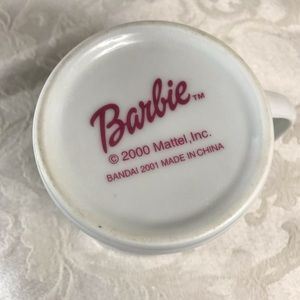 Barbie™
© 2000 Mattel,Inc.
BANDAI 2001 MADE IN CHINA